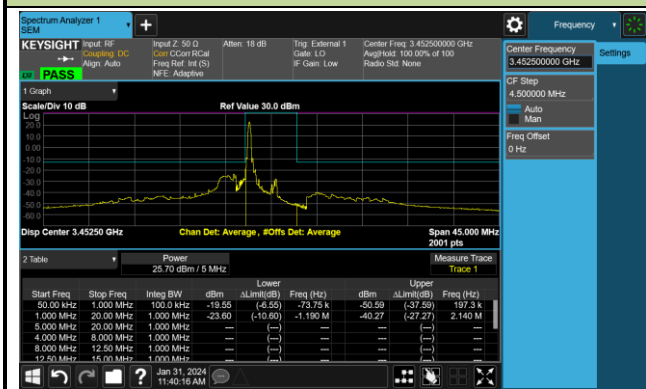 Spectrum Analyzer 1
SEM
Frequency
KEYSIGHT
Input: RF
Coupling: DC
Align: Auto
Input Z: 50 Ω
Corr CCorr RCal
Freq Ref: Int (S)
NFE: Adaptive
Atten: 18 dB
Trig: External 1
Gate: LO
IF Gain: Low
Center Freq: 3.452500000 GHz
Avg|Hold: 100.00% of 100
Radio Std: None
PASS
Center Frequency
3.452500000 GHz
Settings
CF Step
4.500000 MHz
Auto
Man
Freq Offset
0 Hz
1 Graph
Scale/Div 10 dB
Ref Value 30.0 dBm
Log
20.0
10.0
0.00
-10.0
-20.0
-30.0
-40.0
-50.0
-60.0
Disp Center 3.45250 GHz
Chan Det: Average, #Offs Det: Average
Span 45.000 MHz
2001 pts
2 Table
Power
25.70 dBm / 5 MHz
Measure Trace
Trace 1
Lower Upper
Start Freq Stop Freq Integ BW dBm ΔLimit(dB) Freq (Hz) dBm ΔLimit(dB) Freq (Hz)
50.00 kHz 1.000 MHz 100.0 kHz -19.55 (-6.55) -73.75 k -50.59 (-37.59) 197.3 k
1.000 MHz 20.00 MHz 1.000 MHz -23.60 (-10.60) -1.190 M -40.27 (-27.27) 2.140 M
5.000 MHz 20.00 MHz 1.000 MHz --- (---) --- --- (---) ---
4.000 MHz 8.000 MHz 1.000 MHz --- (---) --- --- (---) ---
8.000 MHz 12.50 MHz 1.000 MHz --- (---) --- --- (---) ---
12.50 MHz 15.00 MHz 1.000 MHz --- (---) --- --- (---) ---
Jan 31, 2024
11:40:16 AM